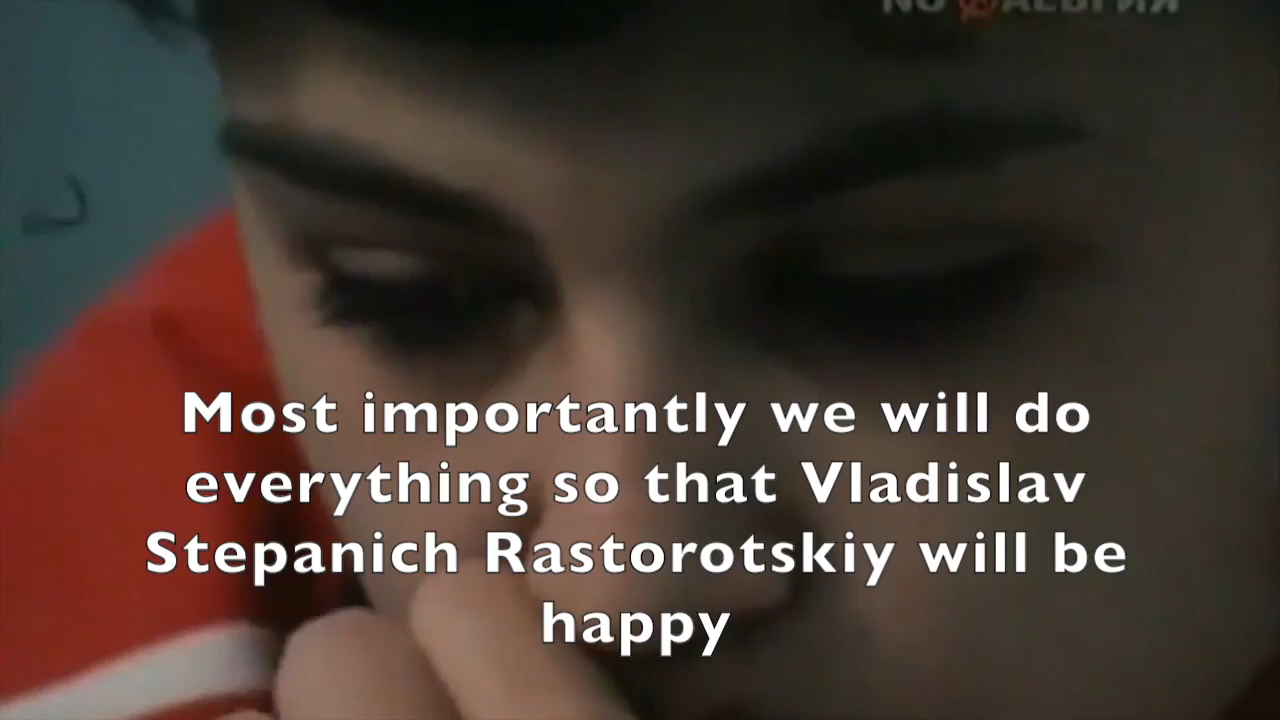 Most importantly we will do
everything so that Vladislav
Stepanich Rastorotskiy will be
happy